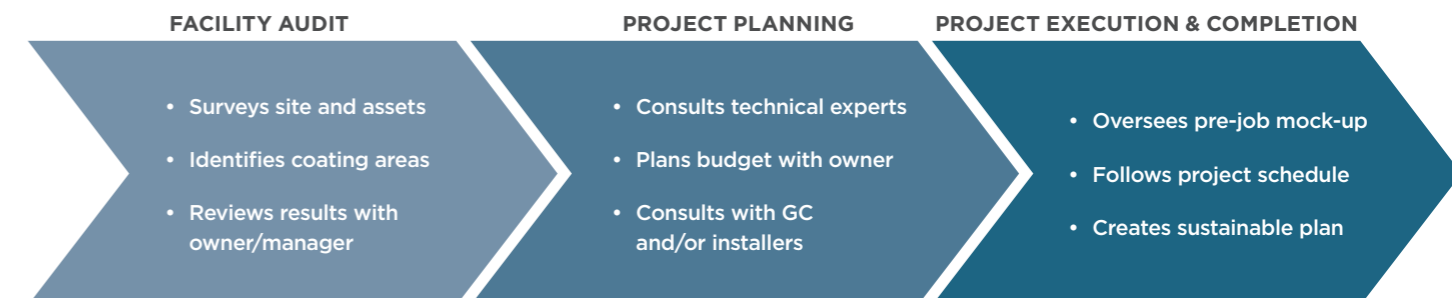 FACILITY AUDIT
• Surveys site and assets
• Identifies coating areas
• Reviews results with
owner/manager
PROJECT PLANNING
• Consults technical experts
• Plans budget with owner
• Consults with GC
and/or installers
PROJECT EXECUTION & COMPLETION
• Oversees pre-job mock-up
• Follows project schedule
• Creates sustainable plan